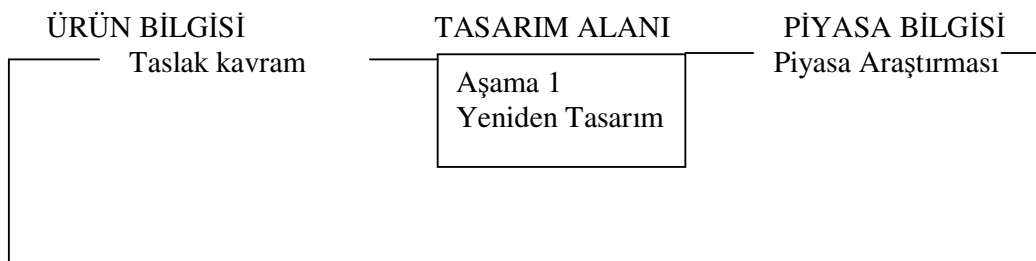 ÜRÜN BİLGİSİ TASARIM ALANI PİYASA BİLGİSİ
Taslak kavram Piyasa Araştırması
Aşama 1
Yeniden Tasarım